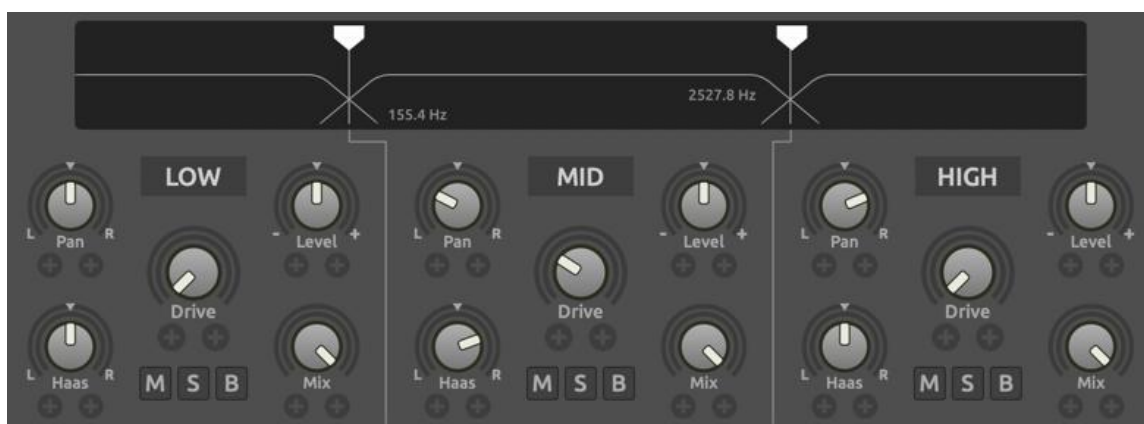 155.4 Hz
2527.8 Hz
LOW
L Pan R
- Level +
Drive
L Haas R
Mix
M S B
MID
L Pan R
- Level +
Drive
L Haas R
Mix
M S B
HIGH
L Pan R
- Level +
Drive
L Haas R
Mix
M S B